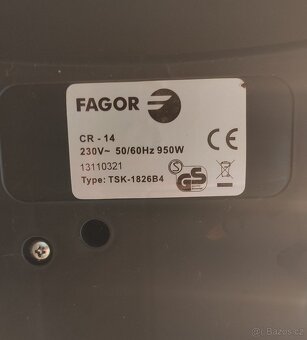 FAGOR
CR - 14
230V~ 50/60Hz 950W
13110321
Type: TSK-1826B4
CE
S
GS
Bazos.cz